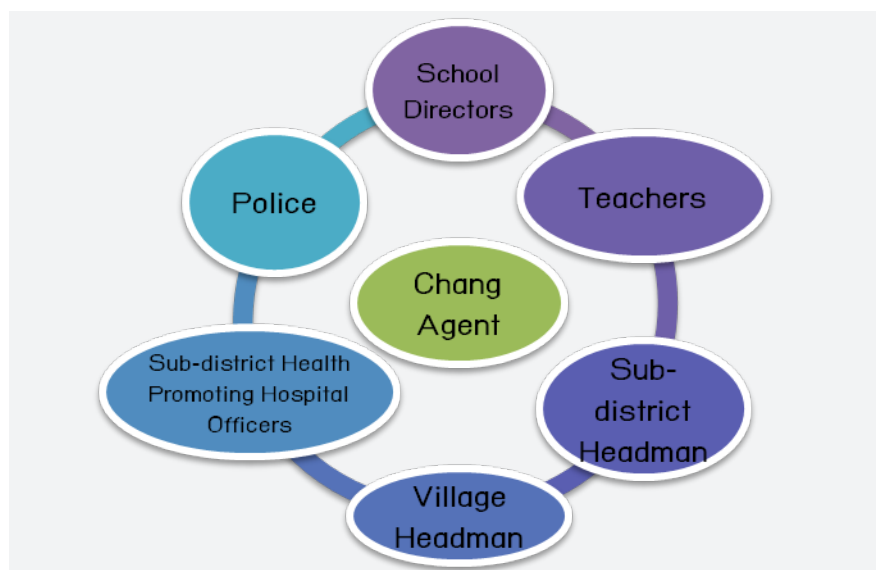 School
Directors
Teachers
Sub-
district
Headman
Village
Headman
Sub-district Health
Promoting Hospital
Officers
Police
Chang
Agent